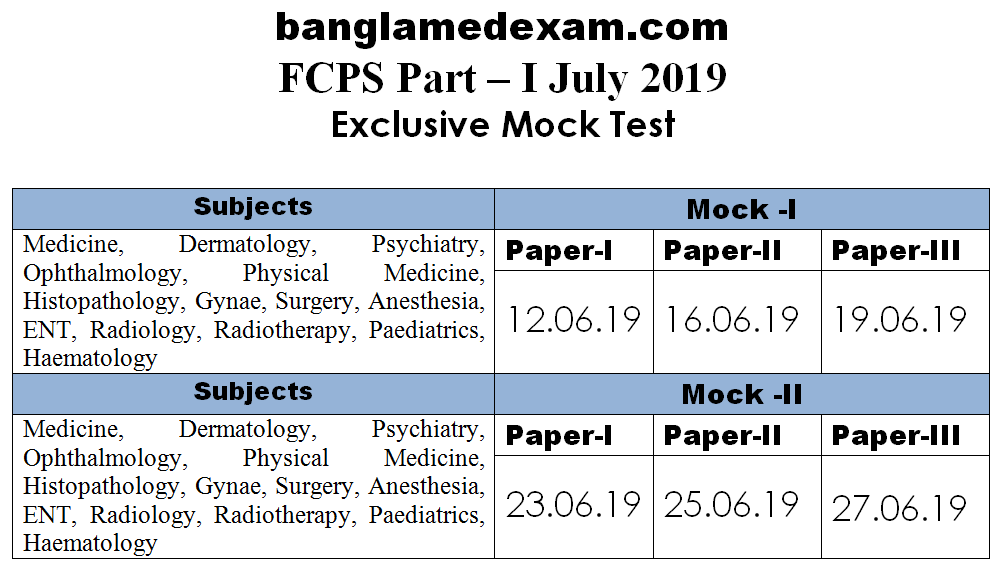 banglamedexam.com
FCPS Part – I July 2019
Exclusive Mock Test
Subjects
Mock -I
Medicine, Dermatology, Psychiatry,
Ophthalmology, Physical Medicine,
Histopathology, Gynae, Surgery, Anesthesia,
ENT, Radiology, Radiotherapy, Paediatrics,
Haematology
Paper-I Paper-II Paper-III
12.06.19 16.06.19 19.06.19
Subjects
Mock -II
Medicine, Dermatology, Psychiatry,
Ophthalmology, Physical Medicine,
Histopathology, Gynae, Surgery, Anesthesia,
ENT, Radiology, Radiotherapy, Paediatrics,
Haematology
Paper-I Paper-II Paper-III
23.06.19 25.06.19 27.06.19